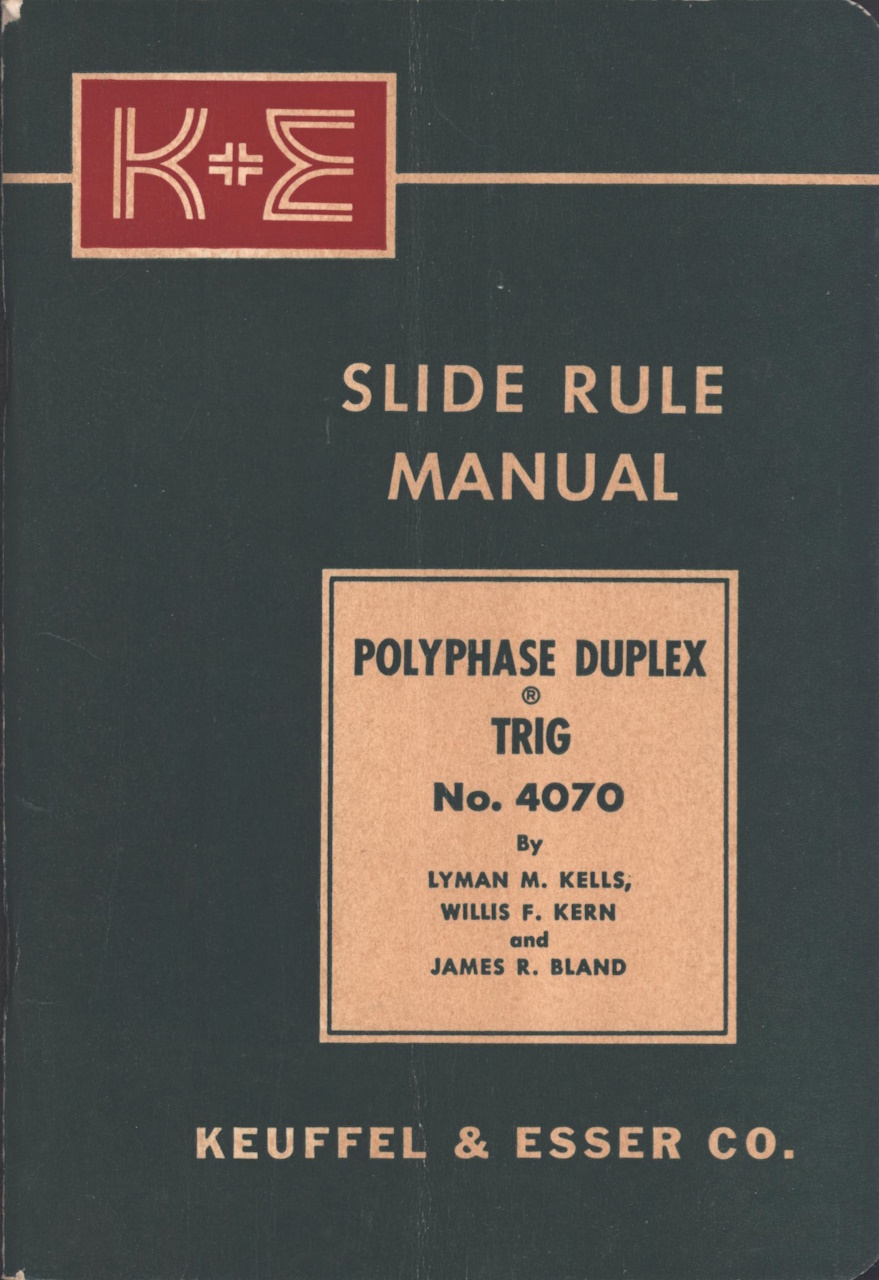 K+E
SLIDE RULE
MANUAL
POLYPHASE DUPLEX
®
TRIG
No. 4070
By
LYMAN M. KELLS,
WILLIS F. KERN
and
JAMES R. BLAND
KEUFFEL & ESSER CO.